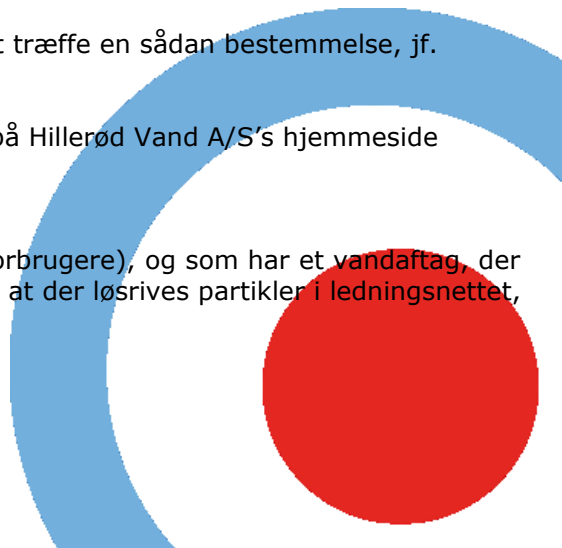 træffe en sådan bestemmelse, jf.
på Hillerød Vand A/S’s hjemmeside
orbrugere), og som har et vandaftag, der
at der løsrives partikler i ledningsnettet,